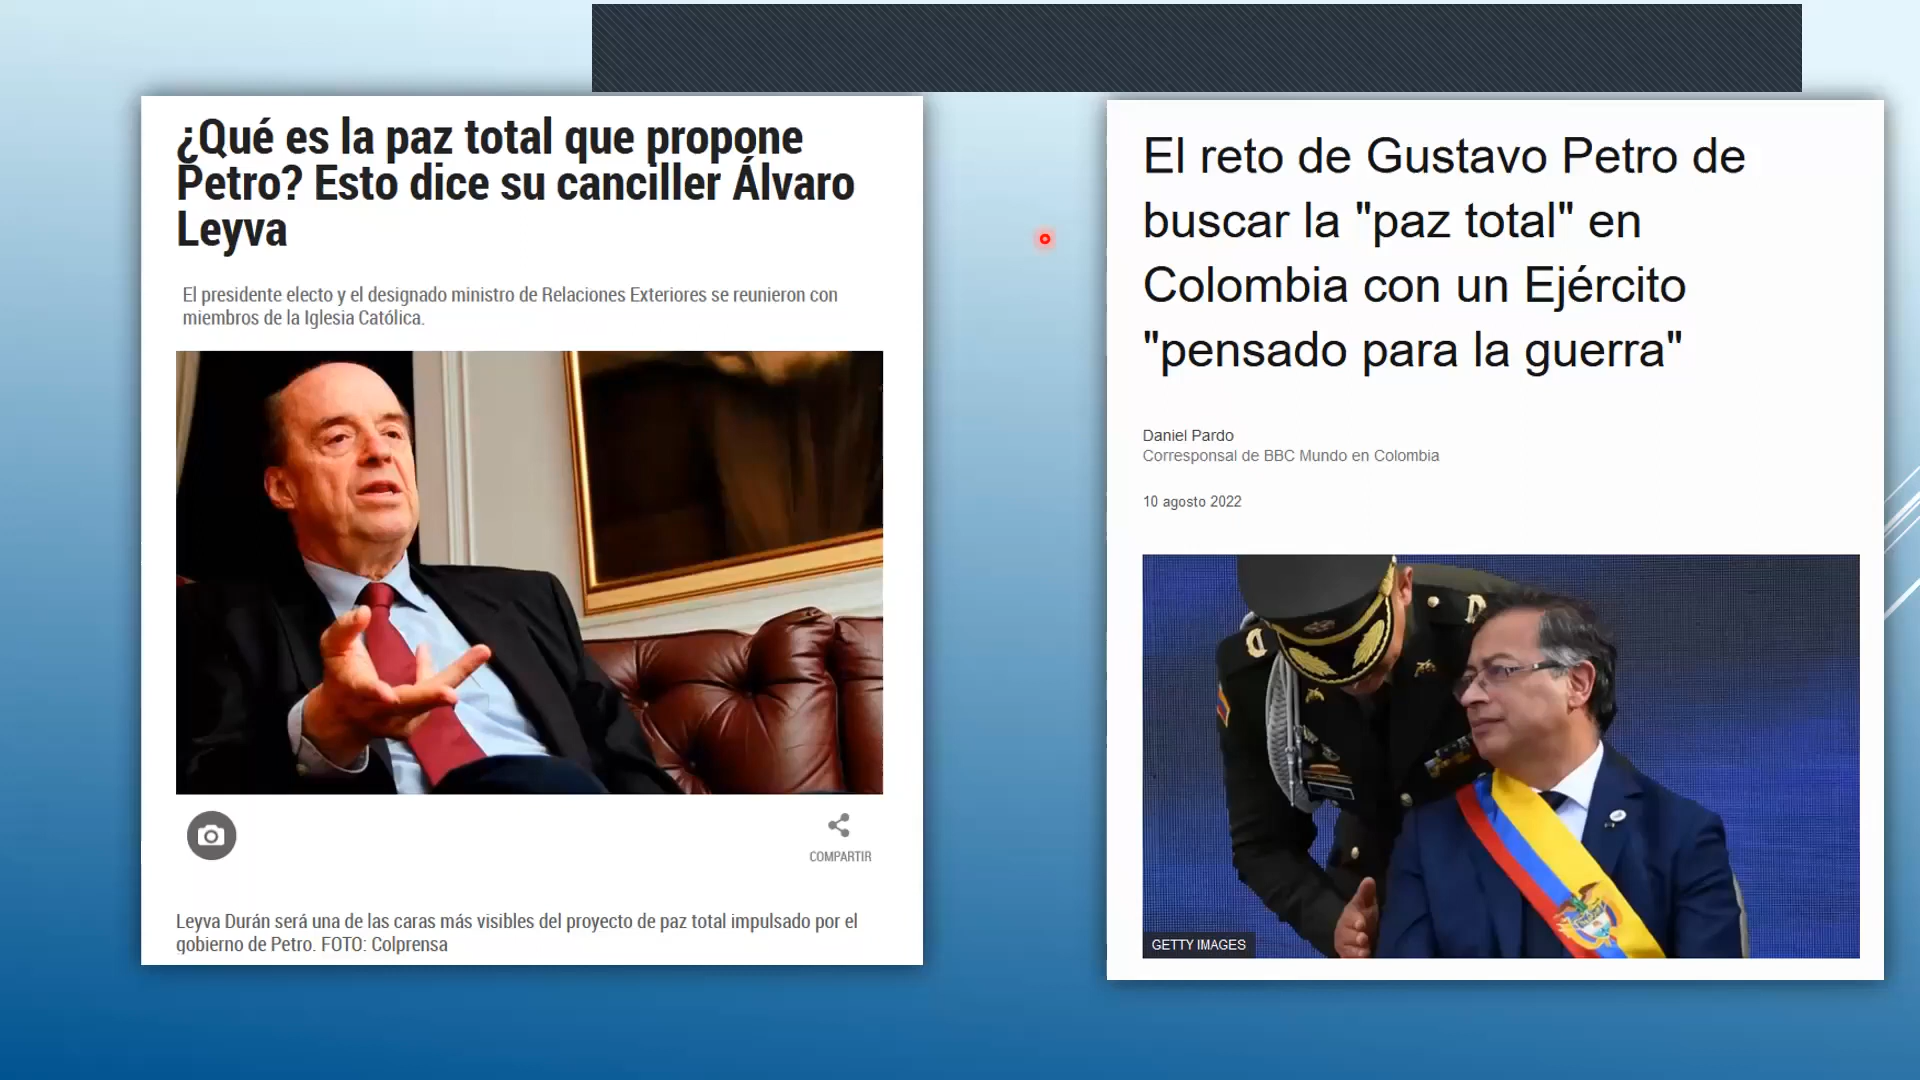 ¿Qué es la paz total que propone
Petro? Esto dice su canciller Álvaro
Leyva
El presidente electo y el designado ministro de Relaciones Exteriores se reunieron con
miembros de la Iglesia Católica.
COMPARTIR
Leyva Durán será una de las caras más visibles del proyecto de paz total impulsado por el
gobierno de Petro. FOTO: Colprensa
El reto de Gustavo Petro de
buscar la "paz total" en
Colombia con un Ejército
"pensado para la guerra"
Daniel Pardo
Corresponsal de BBC Mundo en Colombia
10 agosto 2022
GETTY IMAGES